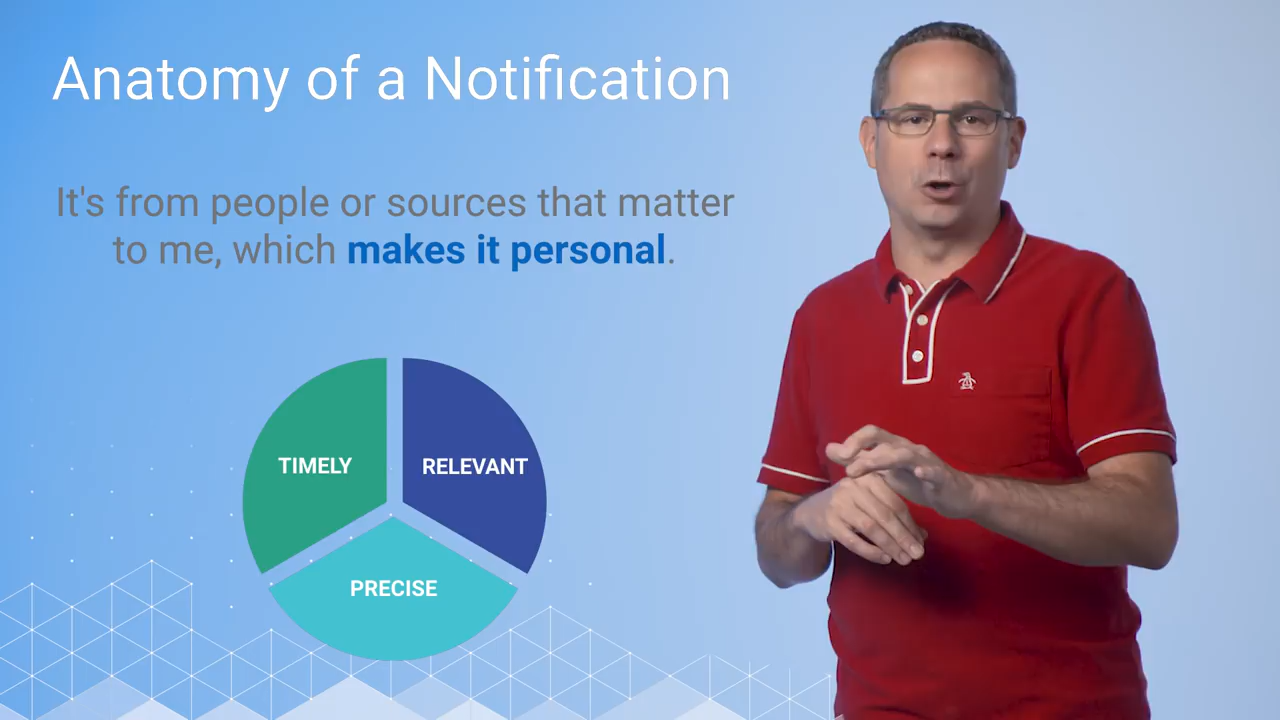 Anatomy of a Notification
It's from people or sources that matter
to me, which makes it personal.
TIMELY
RELEVANT
PRECISE